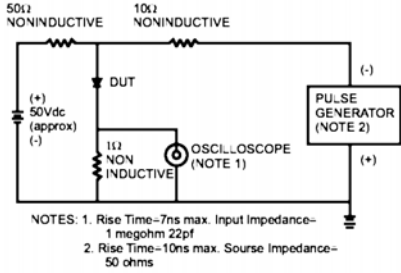 50Ω
NONINDUCTIVE
10Ω
NONINDUCTIVE
(+)
50Vdc
(approx)
(-)
DUT
1Ω
NON
INDUCTIVE
OSCILLOSCOPE
(NOTE 1)
(-)
PULSE
GENERATOR
(NOTE 2)
(+)
NOTES: 1. Rise Time=7ns max. Input Impedance=
1 megohm 22pf
2. Rise Time=10ns max. Sourse Impedance=
50 ohms